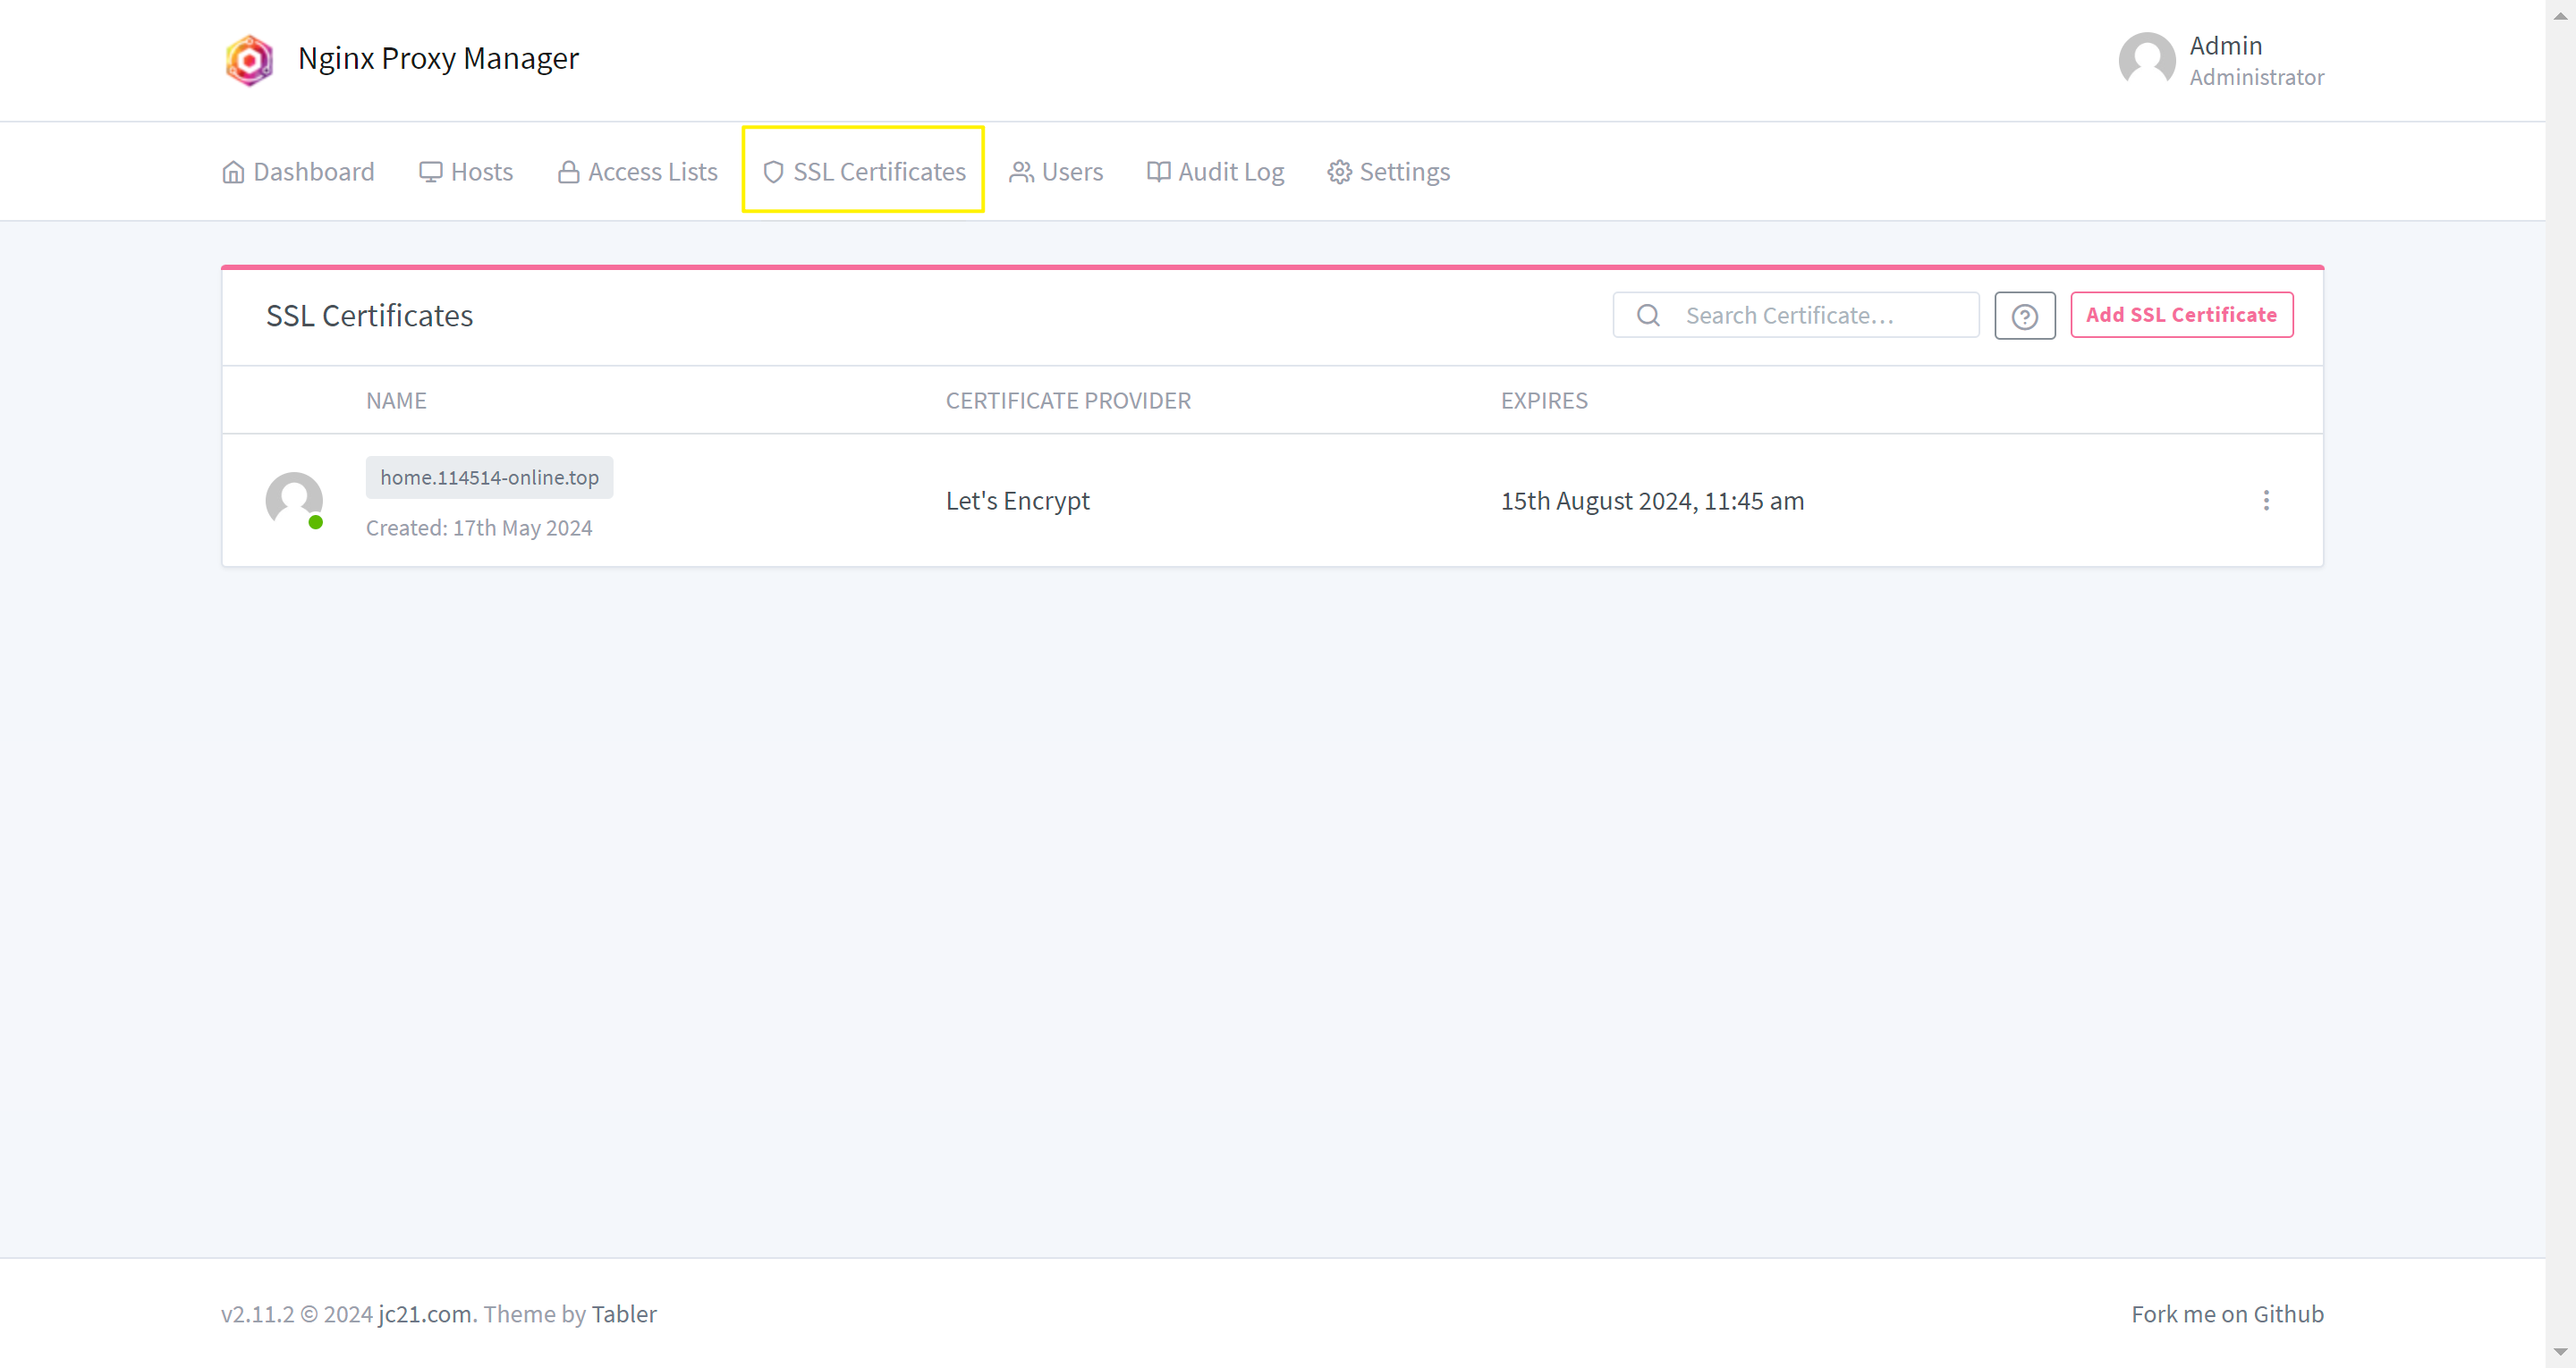 Nginx Proxy Manager
Admin
Administrator
Dashboard Hosts Access Lists SSL Certificates Users Audit Log Settings
SSL Certificates
Search Certificate…
Add SSL Certificate
NAME CERTIFICATE PROVIDER EXPIRES
home.114514-online.top
Created: 17th May 2024
Let's Encrypt
15th August 2024, 11:45 am
v2.11.2 © 2024 jc21.com. Theme by Tabler
Fork me on Github